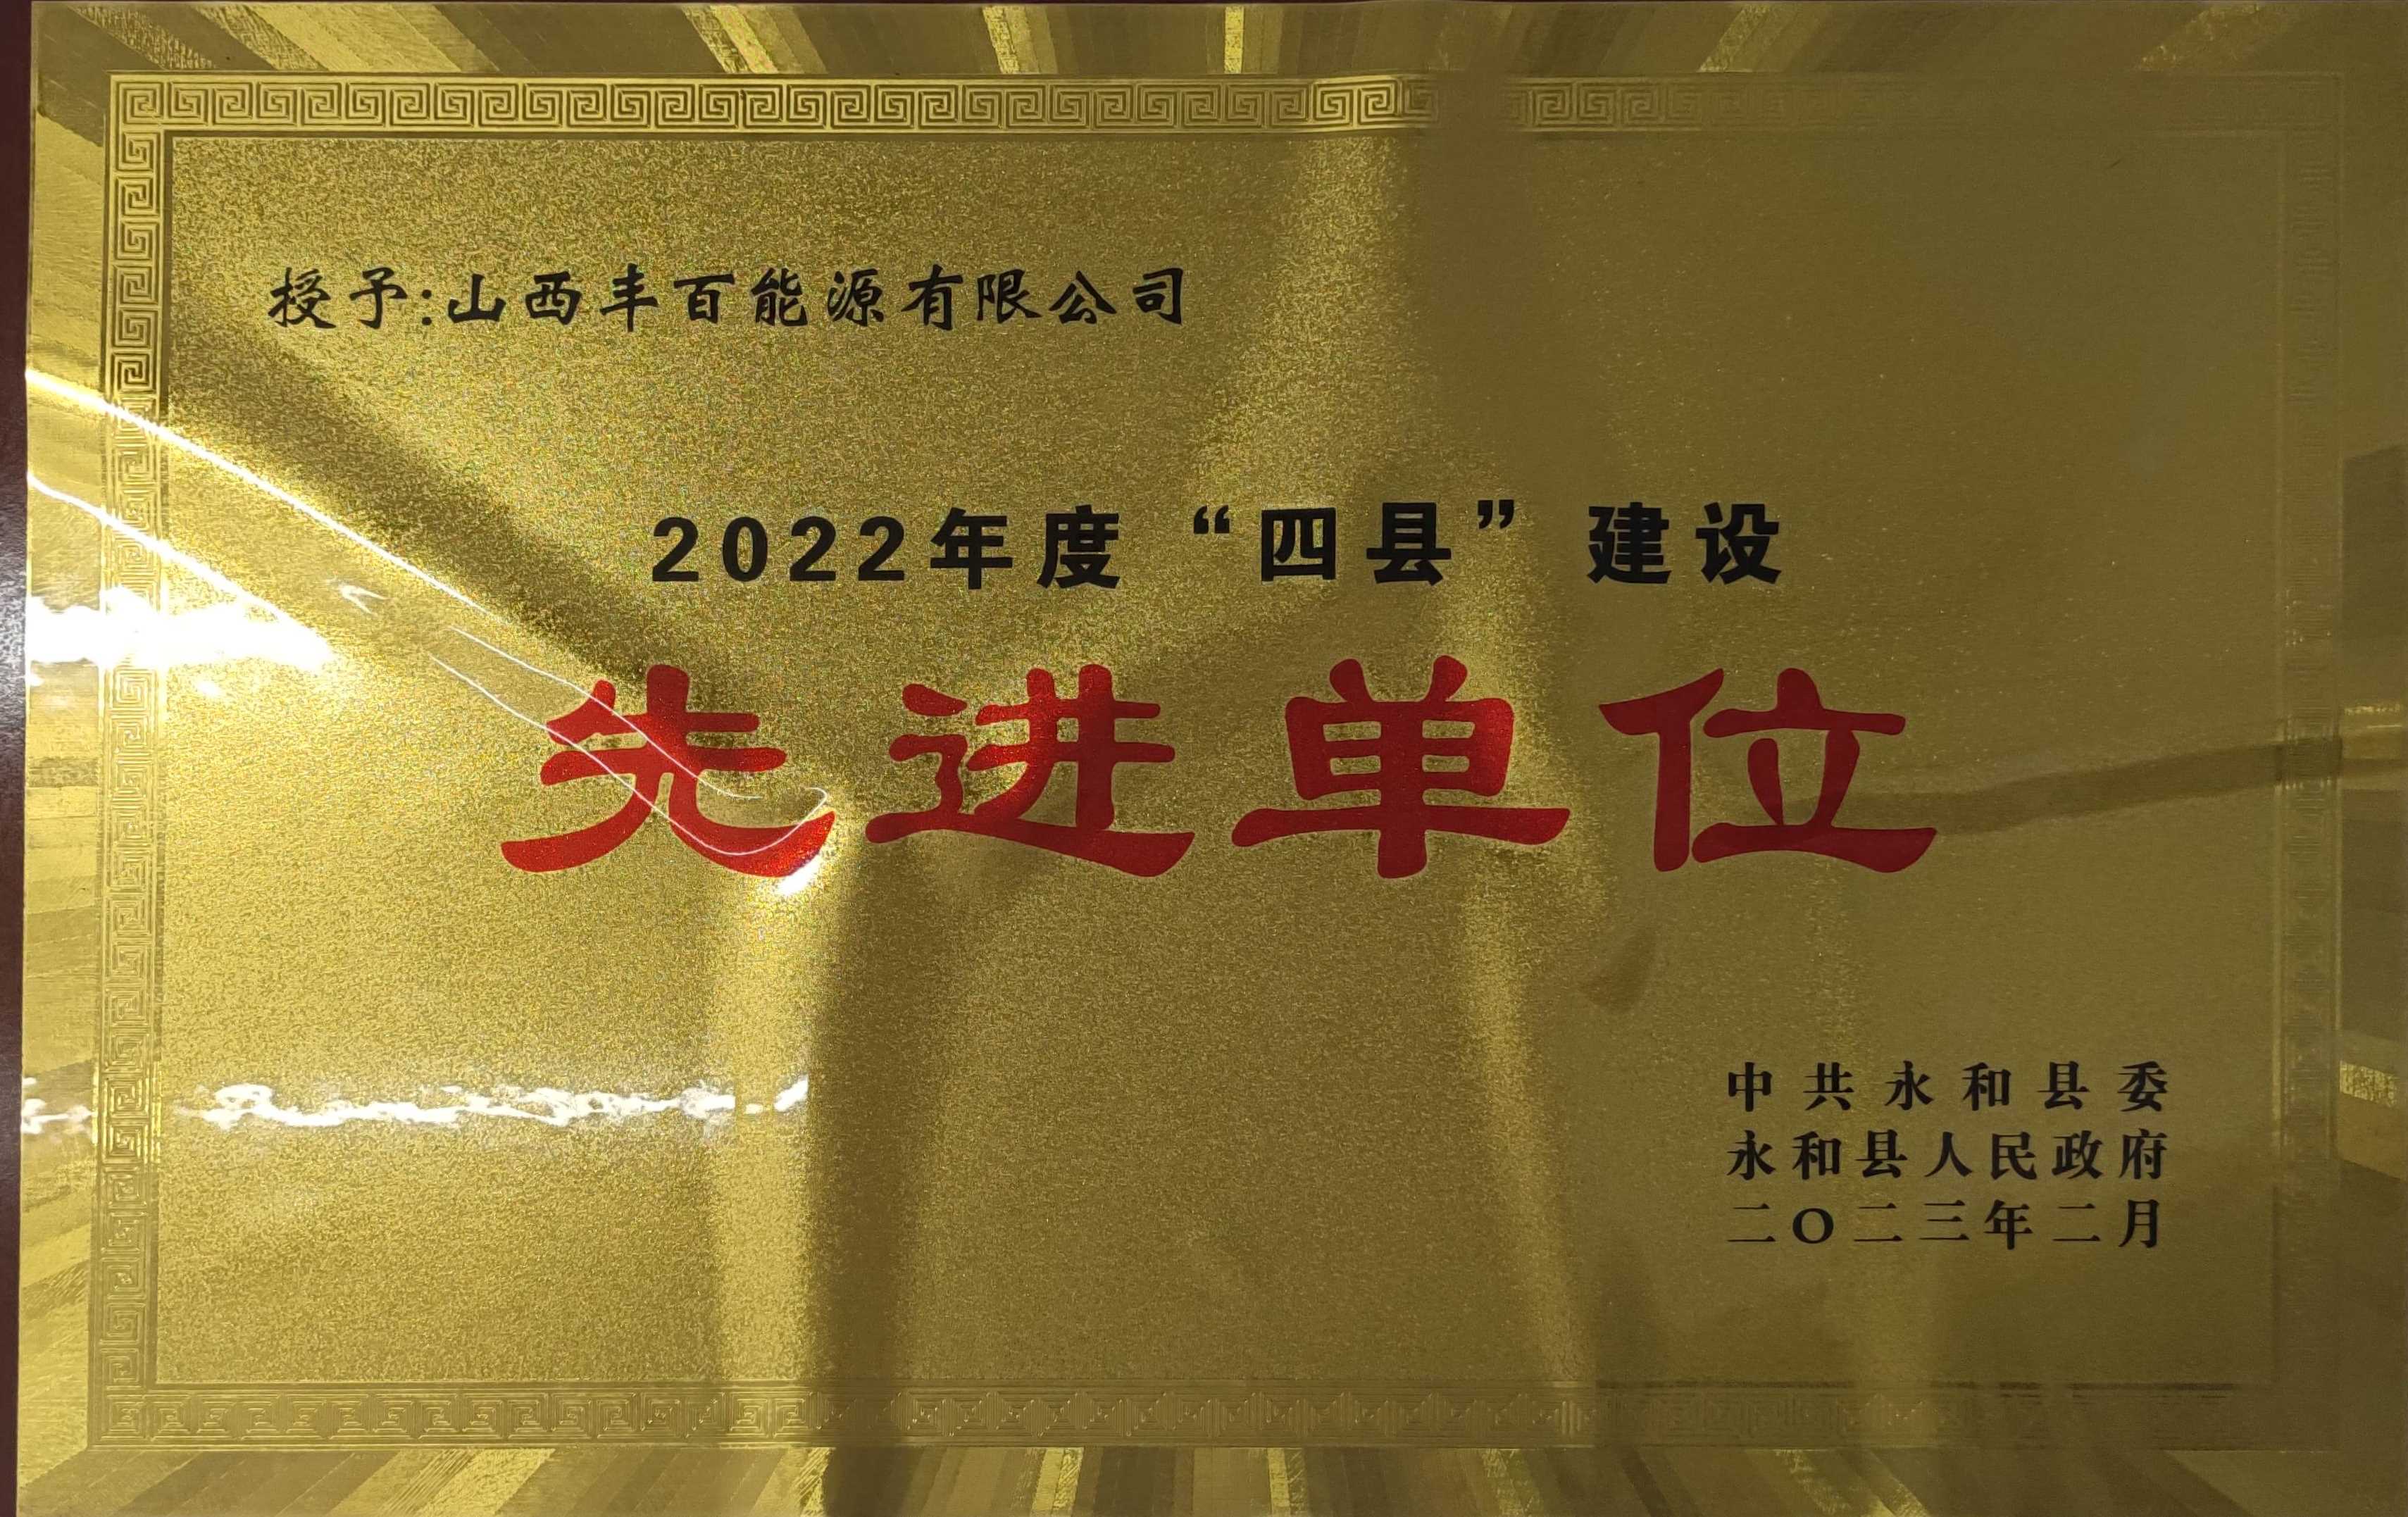 授予:山西丰百能源有限公司
2022年度“四县”建设
先进单位
中共永和县委
永和县人民政府
二〇二三年二月